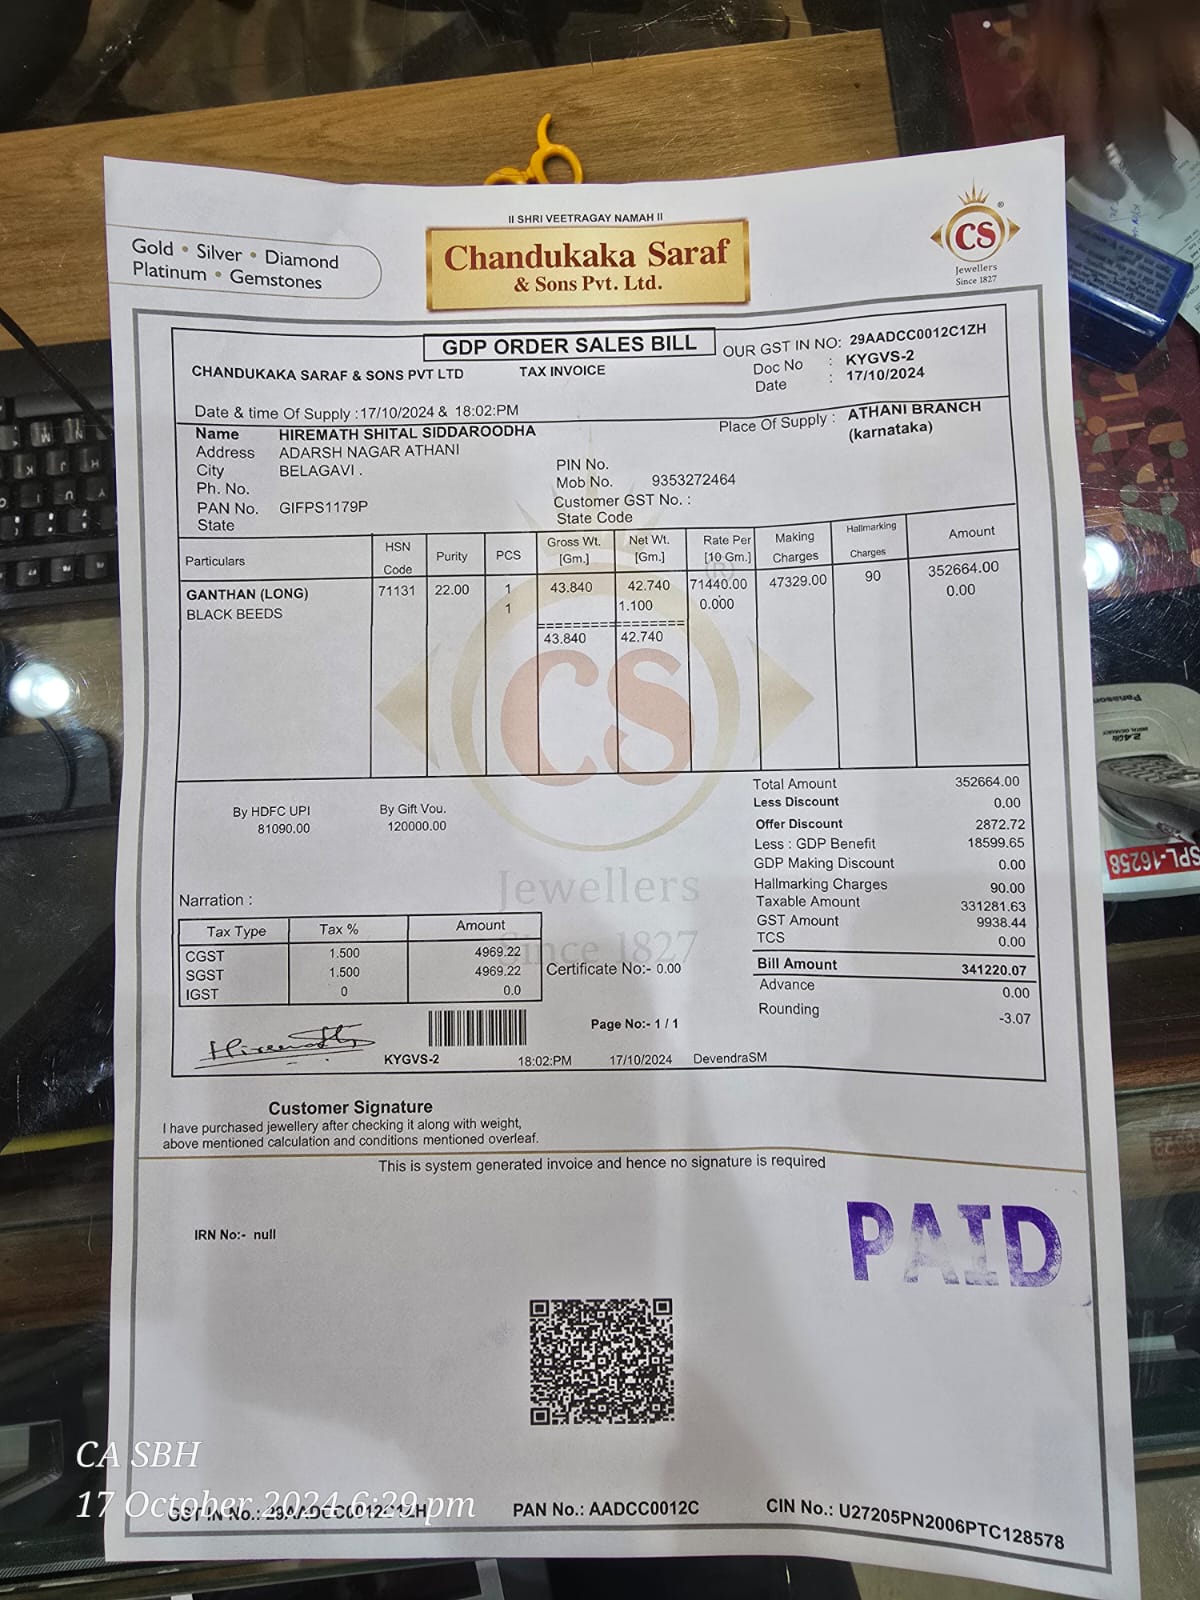 II SHRI VEETRAGAY NAMAH II
Gold • Silver • Diamond
Platinum • Gemstones
Chandukaka Saraf
& Sons Pvt. Ltd.
CS
®
Jewellers
Since 1827
GDP ORDER SALES BILL
OUR GST IN NO: 29AADCC0012C1ZH
CHANDUKAKA SARAF & SONS PVT LTD TAX INVOICE
Doc No : KYGVS-2
Date : 17/10/2024
Date & time Of Supply :17/10/2024 & 18:02:PM
Place Of Supply : ATHANI BRANCH
(karnataka)
Name HIREMATH SHITAL SIDDAROODHA
Address ADARSH NAGAR ATHANI
City BELAGAVI .
PIN No.
Ph. No.
Mob No. 9353272464
PAN No. GIFPS1179P
Customer GST No. :
State
State Code
Particulars HSN Code Purity PCS Gross Wt. [Gm.] Net Wt. [Gm.] Rate Per [10 Gm.] Making Charges Hallmarking Charges Amount
GANTHAN (LONG) 71131 22.00 1 43.840 42.740 71440.00 47329.00 90 352664.00
BLACK BEEDS 1 1.100 0.000 0.00
43.840 42.740
(R)
CS
Jewellers
Since 1827
By HDFC UPI By Gift Vou.
81090.00 120000.00
Total Amount 352664.00
Less Discount 0.00
Offer Discount 2872.72
Less : GDP Benefit 18599.65
GDP Making Discount 0.00
Hallmarking Charges 90.00
Taxable Amount 331281.63
GST Amount 9938.44
TCS 0.00
Bill Amount 341220.07
Advance 0.00
Rounding -3.07
Narration :
Tax Type Tax % Amount
CGST 1.500 4969.22
SGST 1.500 4969.22
IGST 0 0.0
Certificate No:- 0.00
Page No:- 1 / 1
KYGVS-2 18:02:PM 17/10/2024 DevendraSM
Customer Signature
I have purchased jewellery after checking it along with weight,
above mentioned calculation and conditions mentioned overleaf.
This is system generated invoice and hence no signature is required
IRN No:- null
PAID
GST IN No.: 29AADCC0012C1ZH PAN No.: AADCC0012C CIN No.: U27205PN2006PTC128578
CA SBH
17 October 2024 6:29 pm
Panasonic
2.4GHz
SPL-16258